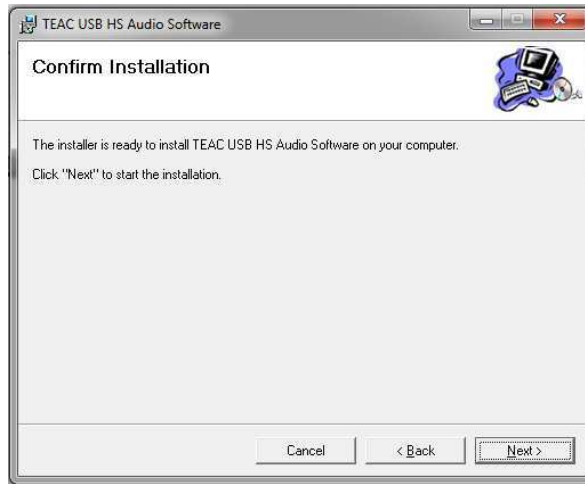 TEAC USB HS Audio Software
Confirm Installation
The installer is ready to install TEAC USB HS Audio Software on your computer.
Click "Next" to start the installation.
Cancel
< Back
Next >